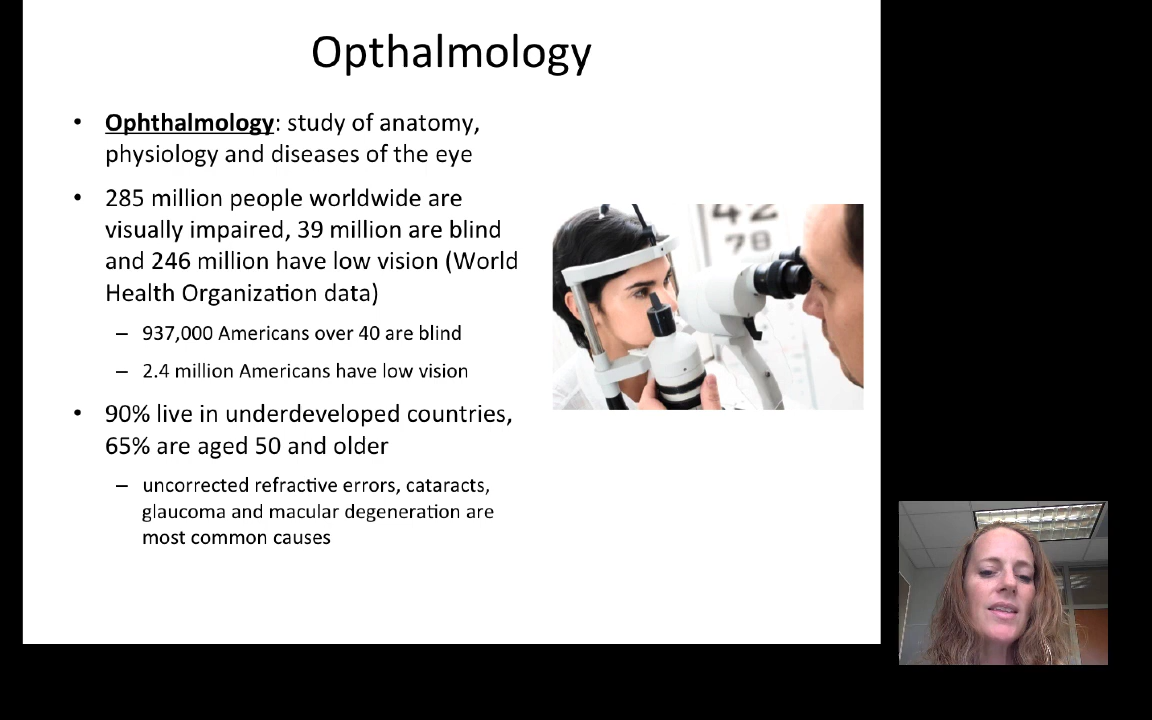 Opthalmology
• Ophthalmology: study of anatomy,
physiology and diseases of the eye
• 285 million people worldwide are
visually impaired, 39 million are blind
and 246 million have low vision (World
Health Organization data)
– 937,000 Americans over 40 are blind
– 2.4 million Americans have low vision
• 90% live in underdeveloped countries,
65% are aged 50 and older
– uncorrected refractive errors, cataracts,
glaucoma and macular degeneration are
most common causes
42
78